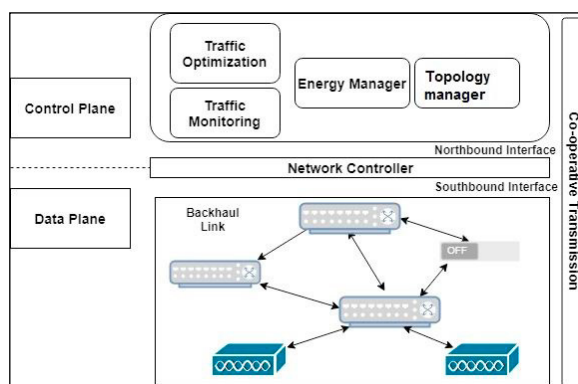 Traffic
Optimization
Energy Manager
Topology
manager
Control Plane
Traffic
Monitoring
Northbound Interface
Network Controller
Southbound Interface
Data Plane
Backhaul
Link
OFF
Co-operative Transmission